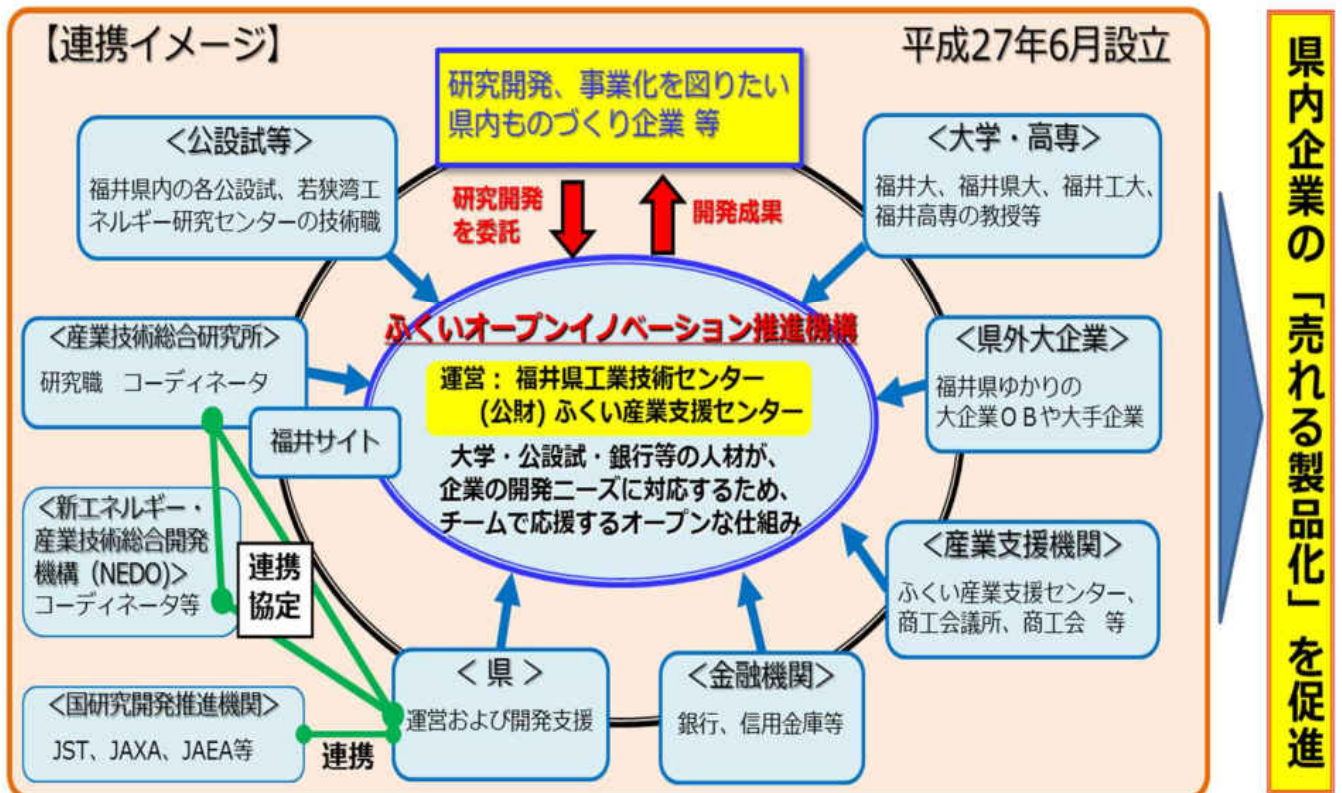 【連携イメージ】
平成27年6月設立
研究開発、事業化を図りたい
県内ものづくり企業 等
<公設試等>
福井県内の各公設試、若狭湾エ
ネルギー研究センターの技術職
研究開発
を委託
開発成果
<大学・高専>
福井大、福井県大、福井工大、
福井高専の教授等
<産業技術総合研究所>
研究職 コーディネータ
福井サイト
ふくいオープンイノベーション推進機構
運営： 福井県工業技術センター
(公財) ふくい産業支援センター
大学・公設試・銀行等の人材が、
企業の開発ニーズに対応するため、
チームで応援するオープンな仕組み
<県外大企業>
福井県ゆかりの
大企業ＯＢや大手企業
<新エネルギー・
産業技術総合開発
機構（NEDO)>
コーディネータ等
連携
協定
<産業支援機関>
ふくい産業支援センター、
商工会議所、商工会 等
<国研究開発推進機関>
JST、JAXA、JAEA等
連携
< 県 >
運営および開発支援
<金融機関>
銀行、信用金庫等
県内企業の「売れる製品化」を促進